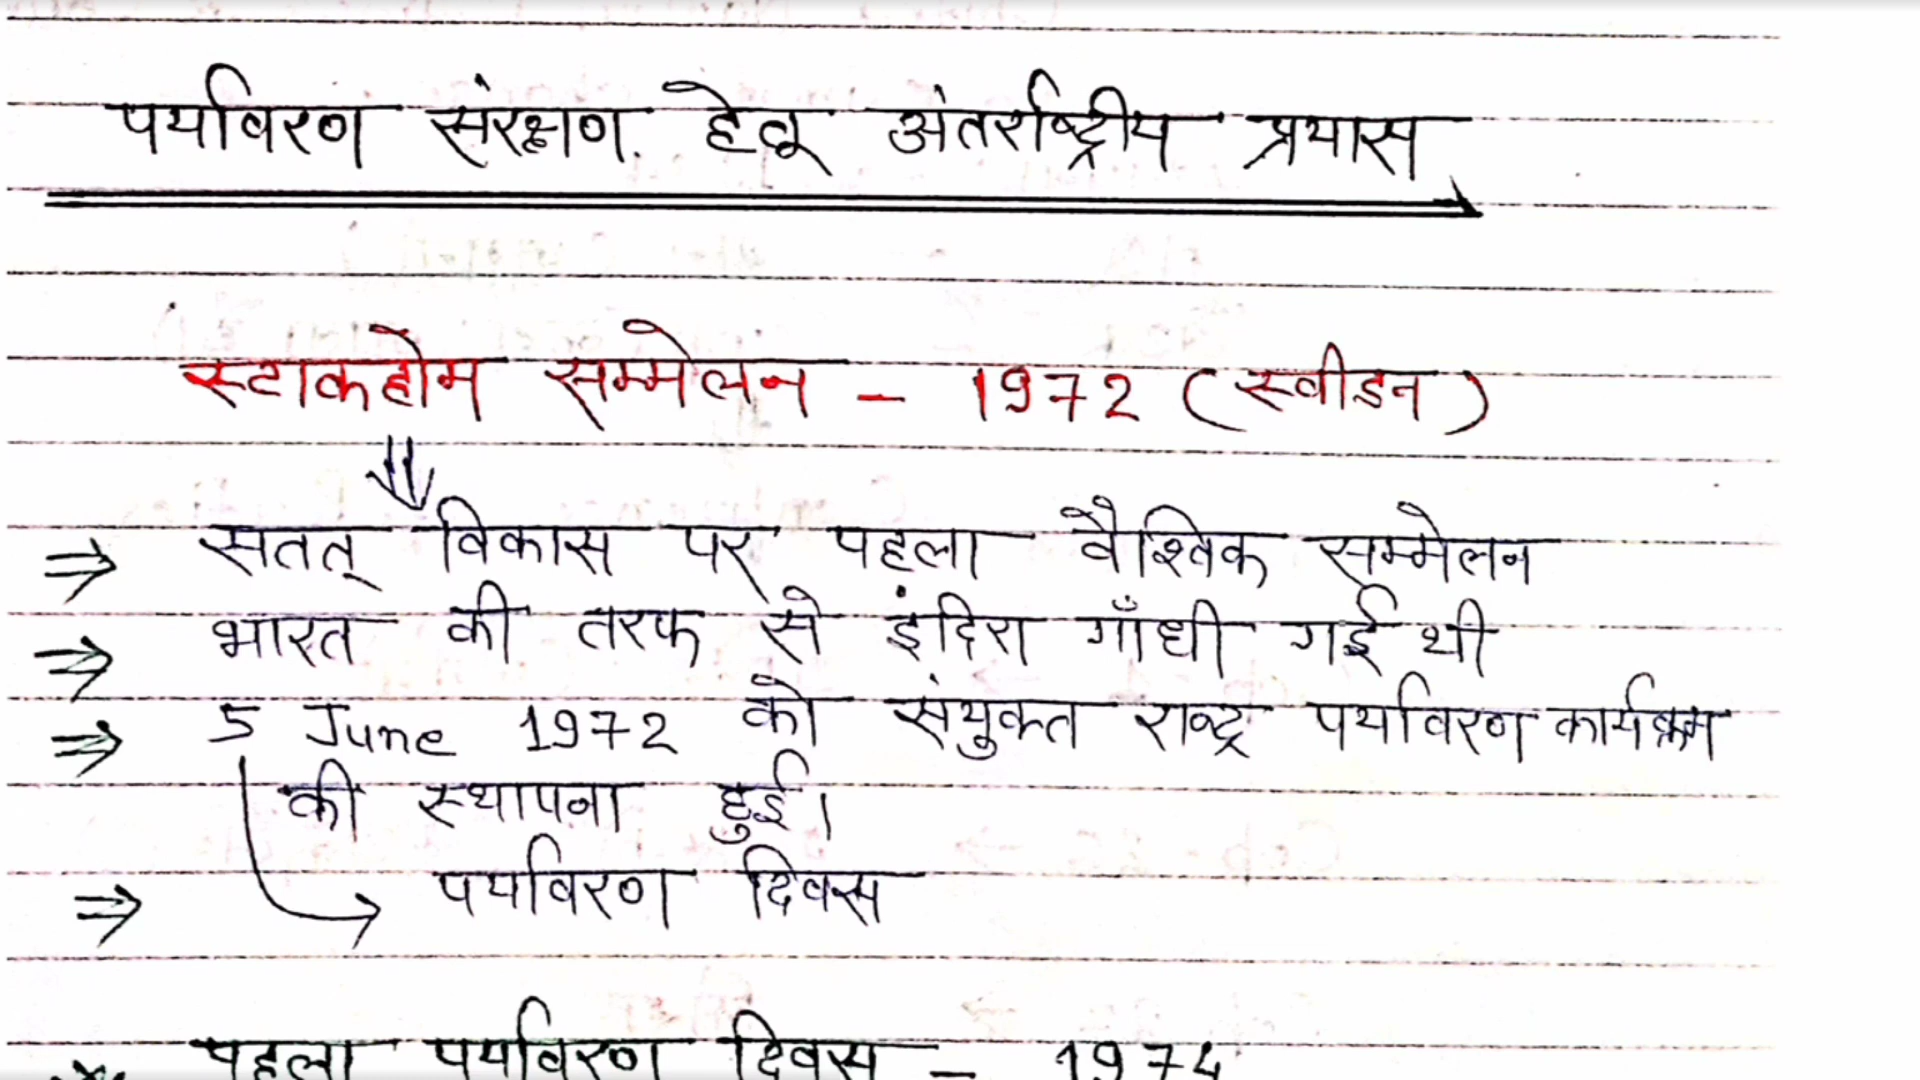 पर्यावरण संरक्षण हेतू अंतर्राष्ट्रीय प्रयास
स्टाकहोम सम्मेलन - 1972 (स्वीडन)
⇒ सतत् विकास पर पहला वैश्विक सम्मेलन
⇒ भारत की तरफ से इंदिरा गाँधी गई थी
⇒ 5 June 1972 को संयुक्त राष्ट्र पर्यावरण कार्यक्रम
की स्थापना हुई।
⇒ पर्यावरण दिवस
पहला पर्यावरण दिवस - 1974